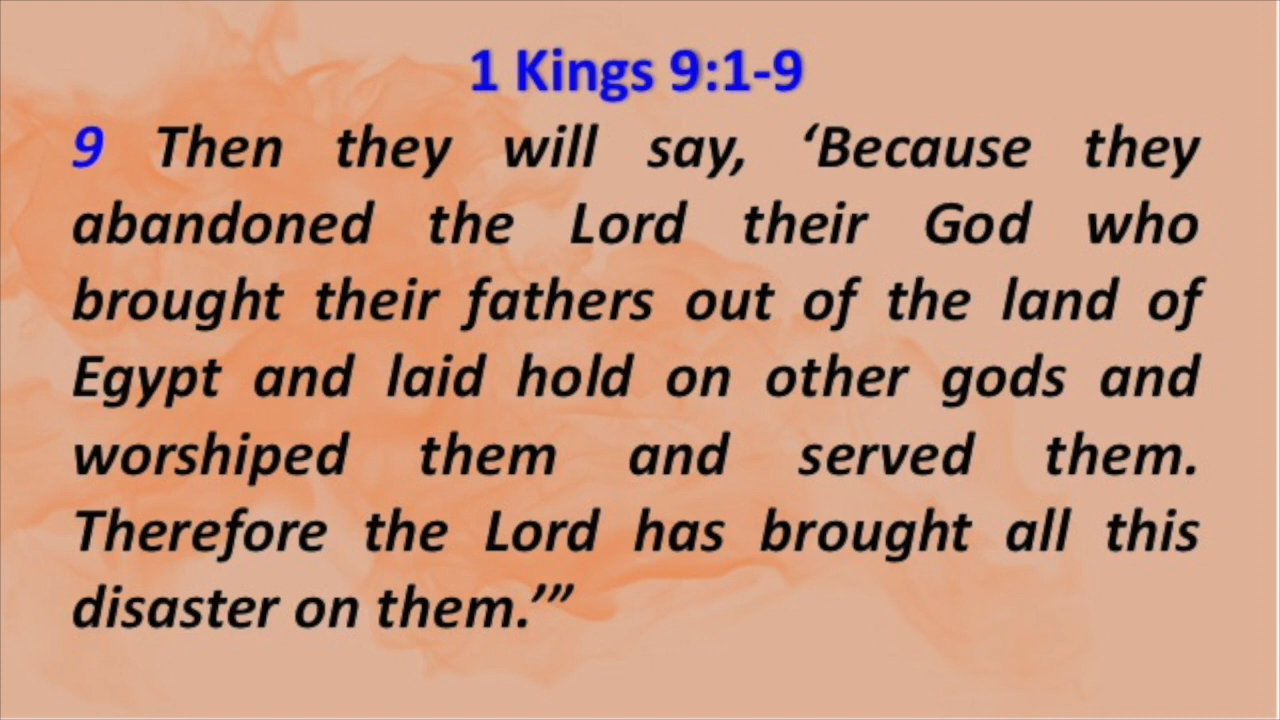 1 Kings 9:1-9
9 Then they will say, ‘Because they
abandoned the Lord their God who
brought their fathers out of the land of
Egypt and laid hold on other gods and
worshiped them and served them.
Therefore the Lord has brought all this
disaster on them.’”